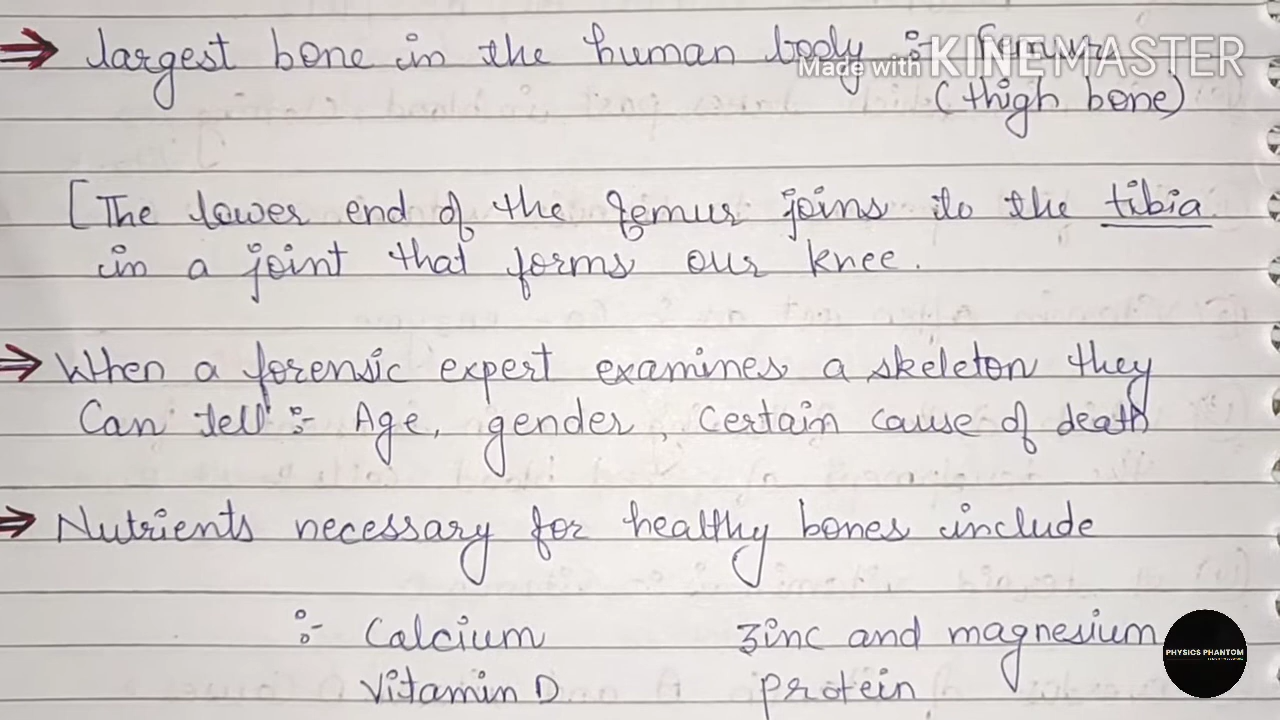 ⇒ largest bone in the human body :- femur
Made with KINEMASTER
(thigh bone)
[The lower end of the femur joins to the tibia
in a joint that forms our knee.
⇒ When a forensic expert examines a skeleton they
Can tell :- Age, gender, certain cause of death
⇒ Nutrients necessary for healthy bones include
:- Calcium zinc and magnesium
Vitamin D protein
PHYSICS PHANTOM